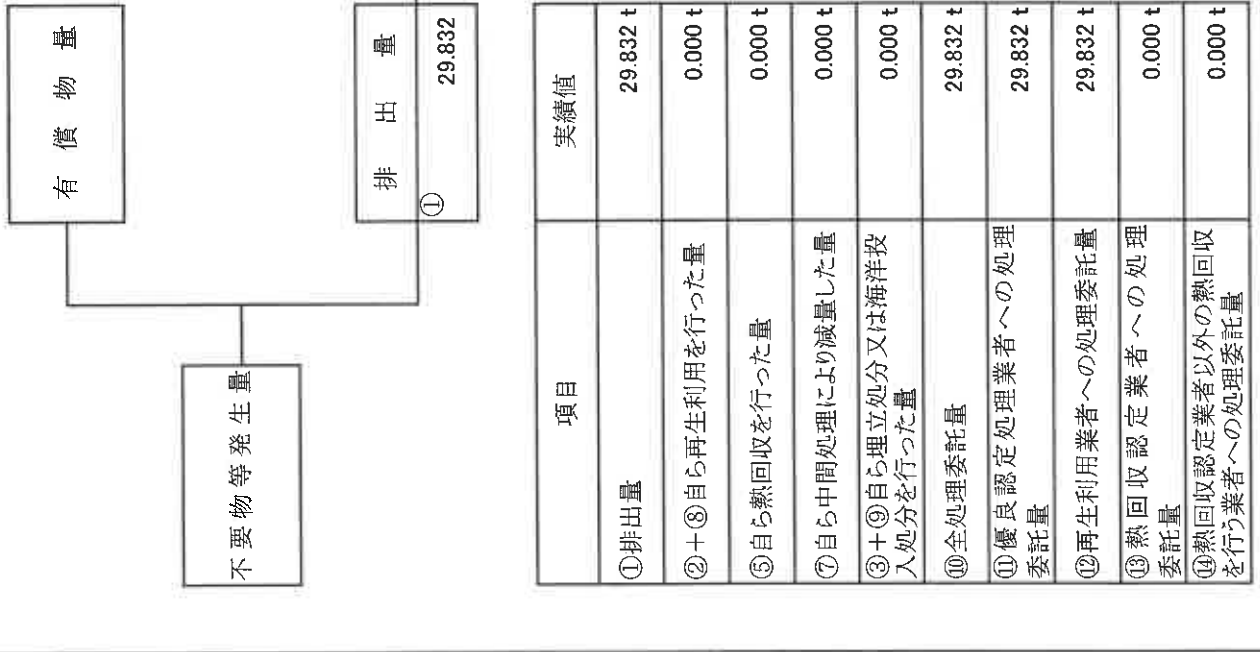 有償物量
不要物等発生量
排出量
①
29.832
項目 実績値
①排出量 29.832 t
②+⑧自ら再生利用を行った量 0.000 t
⑤自ら熱回収を行った量 0.000 t
⑦自ら中間処理により減量した量 0.000 t
③+⑨自ら埋立処分又は海洋投
入処分を行った量 0.000 t
⑩全処理委託量 29.832 t
⑪優良認定処理業者への処理
委託量 29.832 t
⑫再生利用業者への処理委託量 29.832 t
⑬熱回収認定業者への処理
委託量 0.000 t
⑭熱回収認定業者以外の熱回収
を行う業者への処理委託量 0.000 t